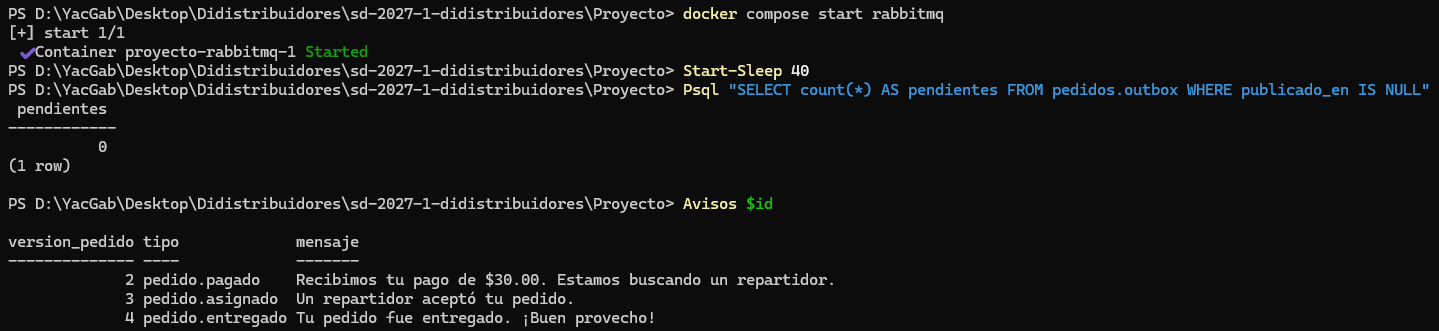 PS D:\YacGab\Desktop\Didistribuidores\sd-2027-1-didistribuidores\Proyecto> docker compose start rabbitmq
[+] start 1/1
✔Container proyecto-rabbitmq-1 Started
PS D:\YacGab\Desktop\Didistribuidores\sd-2027-1-didistribuidores\Proyecto> Start-Sleep 40
PS D:\YacGab\Desktop\Didistribuidores\sd-2027-1-didistribuidores\Proyecto> Psql "SELECT count(*) AS pendientes FROM pedidos.outbox WHERE publicado_en IS NULL"
 pendientes
------------
          0
(1 row)

PS D:\YacGab\Desktop\Didistribuidores\sd-2027-1-didistribuidores\Proyecto> Avisos $id

version_pedido tipo             mensaje
-------------- ----             -------
             2 pedido.pagado    Recibimos tu pago de $30.00. Estamos buscando un repartidor.
             3 pedido.asignado  Un repartidor aceptó tu pedido.
             4 pedido.entregado Tu pedido fue entregado. ¡Buen provecho!